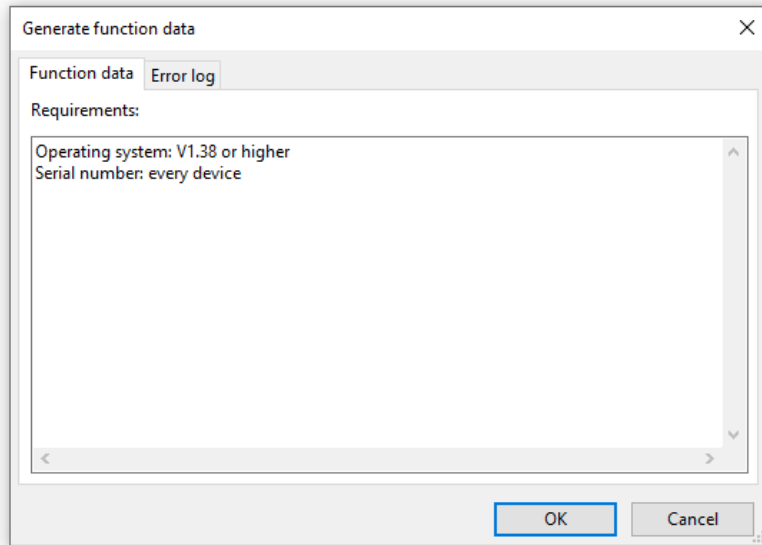 Generate function data
Function data
Error log
Requirements:
Operating system: V1.38 or higher
Serial number: every device
OK
Cancel